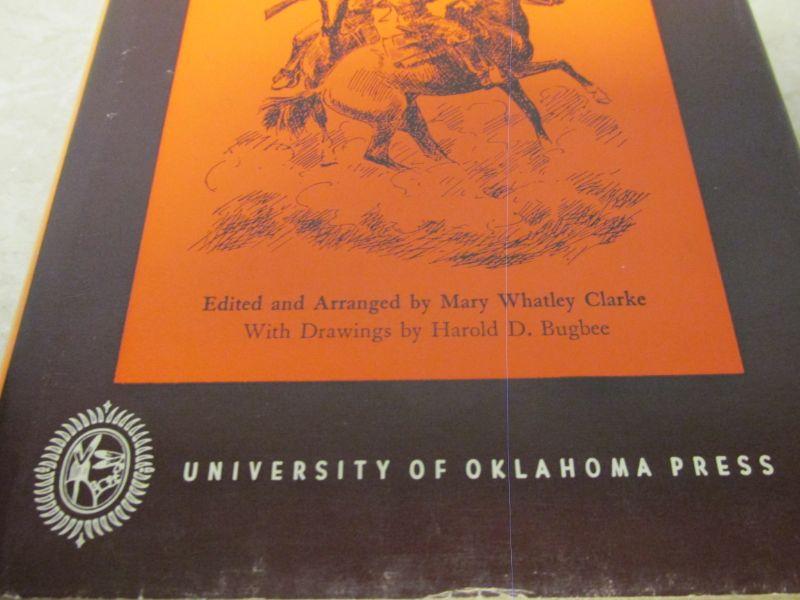 Edited and Arranged by Mary Whatley Clarke
With Drawings by Harold D. Bugbee
UNIVERSITY OF OKLAHOMA PRESS